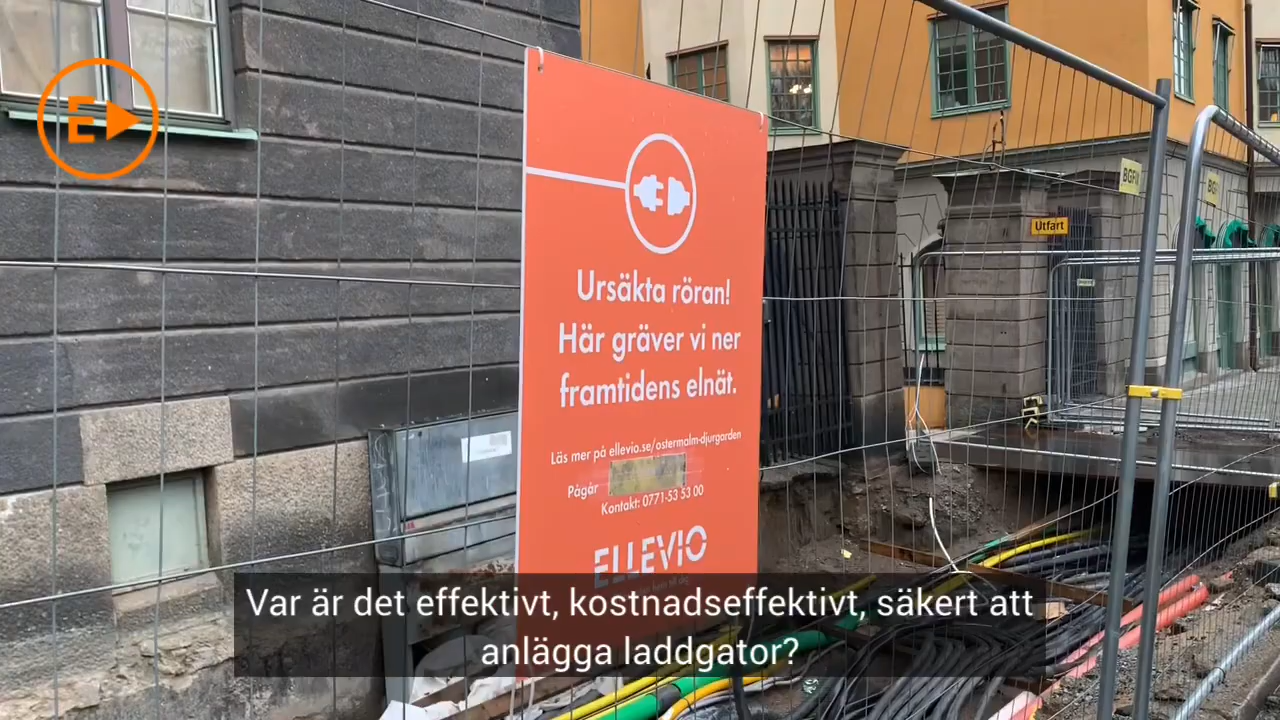 E
Ursäkta röran!
Här gräver vi ner
framtidens elnät.
Läs mer på ellevio.se/ostermalm-djurgarden
Pågår
Kontakt: 0771-53 53 00
ELLEVIO
Utfart
Var är det effektivt, kostnadseffektivt, säkert att
anlägga laddgator?